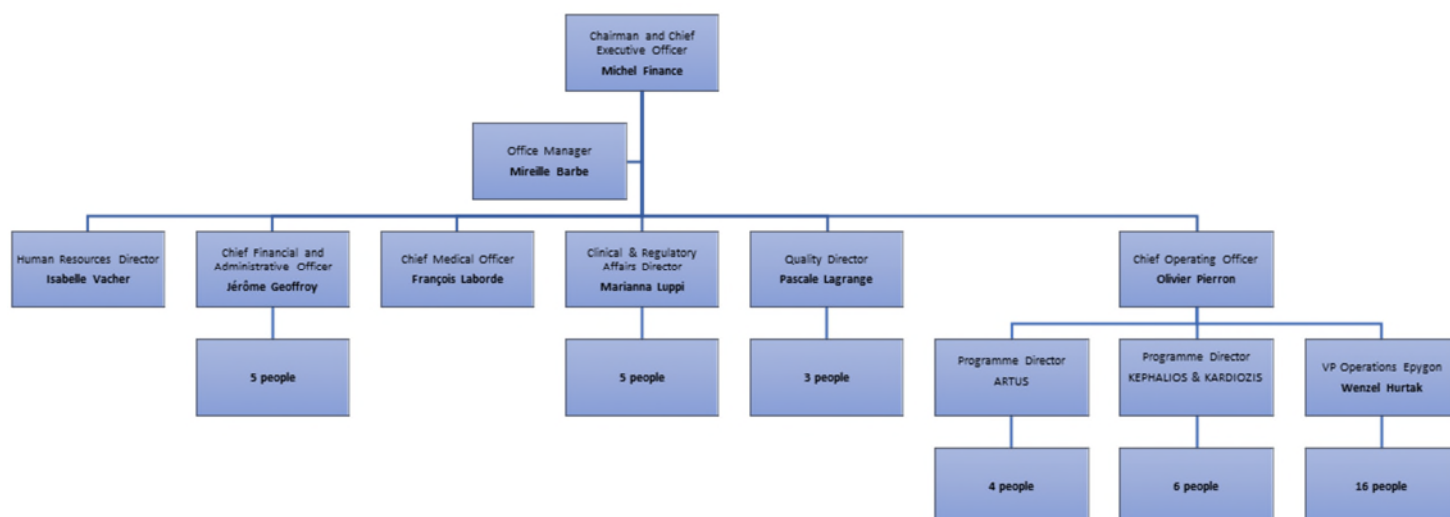 Chairman and Chief
Executive Officer
Michel Finance
Office Manager
Mireille Barbe
Human Resources Director
Isabelle Vacher
Chief Financial and
Administrative Officer
Jérôme Geoffroy
Chief Medical Officer
François Laborde
Clinical & Regulatory
Affairs Director
Marianna Luppi
Quality Director
Pascale Lagrange
Chief Operating Officer
Olivier Pierron
5 people
5 people
3 people
Programme Director
ARTUS
Programme Director
KEPHALIOS & KARDIOZIS
VP Operations Epygon
Wenzel Hurtak
4 people
6 people
16 people